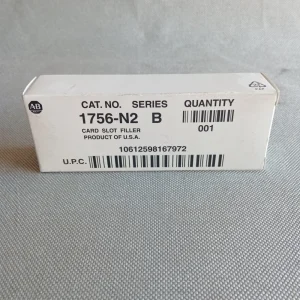 AB
CAT. NO. SERIES QUANTITY
1756-N2 B
001
CARD SLOT FILLER
PRODUCT OF U.S.A.
10612598167972
U.P.C.